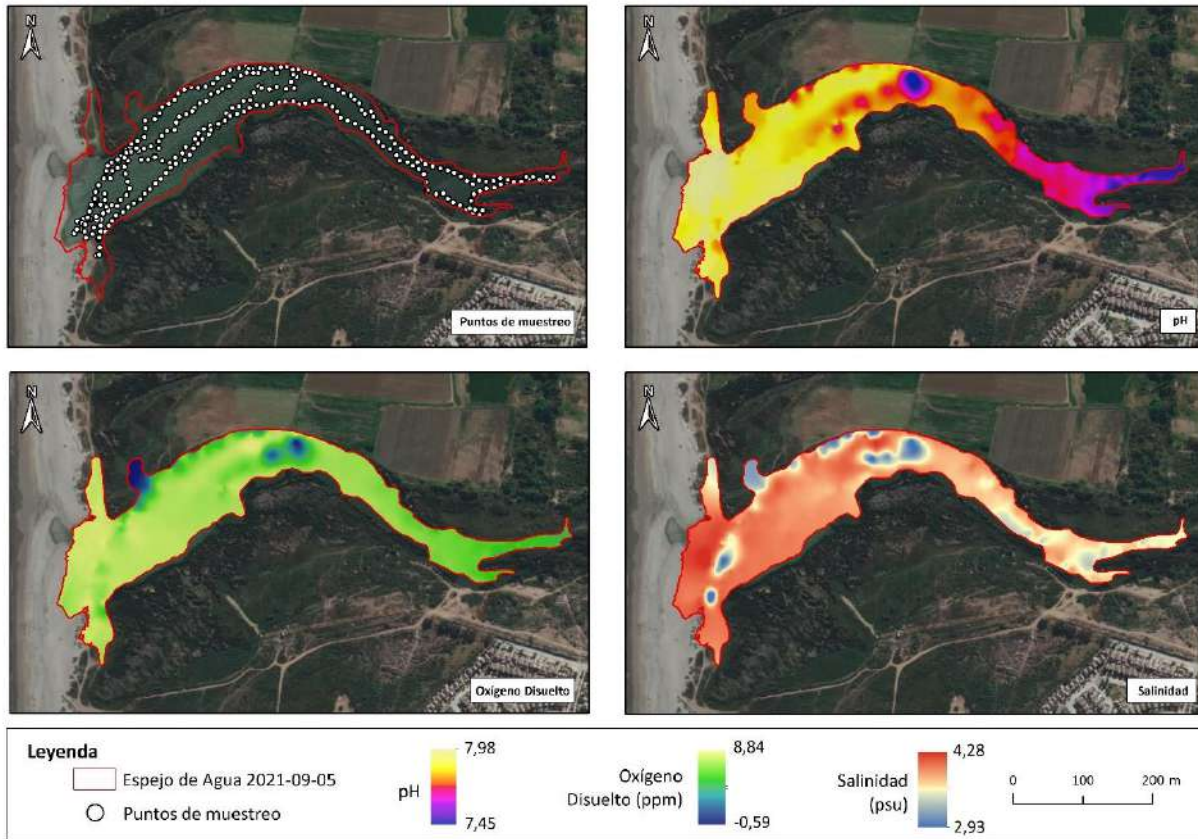 N
N
Puntos de muestreo
pH
N
N
Oxígeno Disuelto
Salinidad
Leyenda
Espejo de Agua 2021-09-05
Puntos de muestreo
pH
7,98
7,45
Oxígeno
Disuelto (ppm)
8,84
-0,59
Salinidad
(psu)
4,28
2,93
0 100 200 m